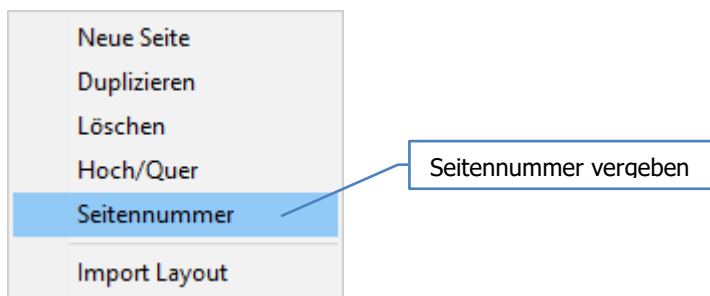 Neue Seite
Duplizieren
Löschen
Hoch/Quer
Seitennummer
Seitennummer vergeben
Import Layout